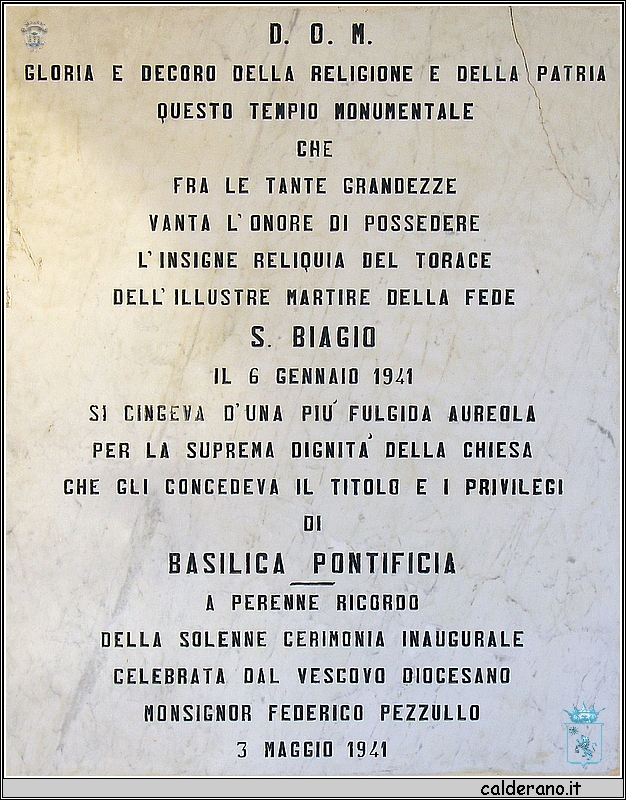 D. O. M.
GLORIA E DECORO DELLA RELIGIONE E DELLA PATRIA
QUESTO TEMPIO MONUMENTALE
CHE
FRA LE TANTE GRANDEZZE
VANTA L'ONORE DI POSSEDERE
L'INSIGNE RELIQUIA DEL TORACE
DELL'ILLUSTRE MARTIRE DELLA FEDE
S. BIAGIO
IL 6 GENNAIO 1941
SI CINGEVA D'UNA PIU' FULGIDA AUREOLA
PER LA SUPREMA DIGNITA' DELLA CHIESA
CHE GLI CONCEDEVA IL TITOLO E I PRIVILEGI
DI
BASILICA PONTIFICIA
A PERENNE RICORDO
DELLA SOLENNE CERIMONIA INAUGURALE
CELEBRATA DAL VESCOVO DIOCESANO
MONSIGNOR FEDERICO PEZZULLO
3 MAGGIO 1941
calderano.it